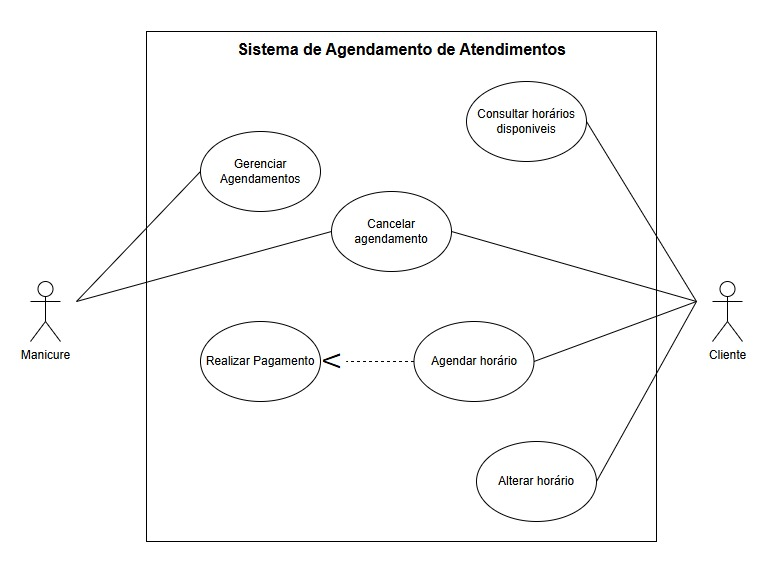 Sistema de Agendamento de Atendimentos
Consultar horários
disponiveis
Gerenciar
Agendamentos
Cancelar
agendamento
Manicure
Cliente
Realizar Pagamento
Agendar horário
Alterar horário